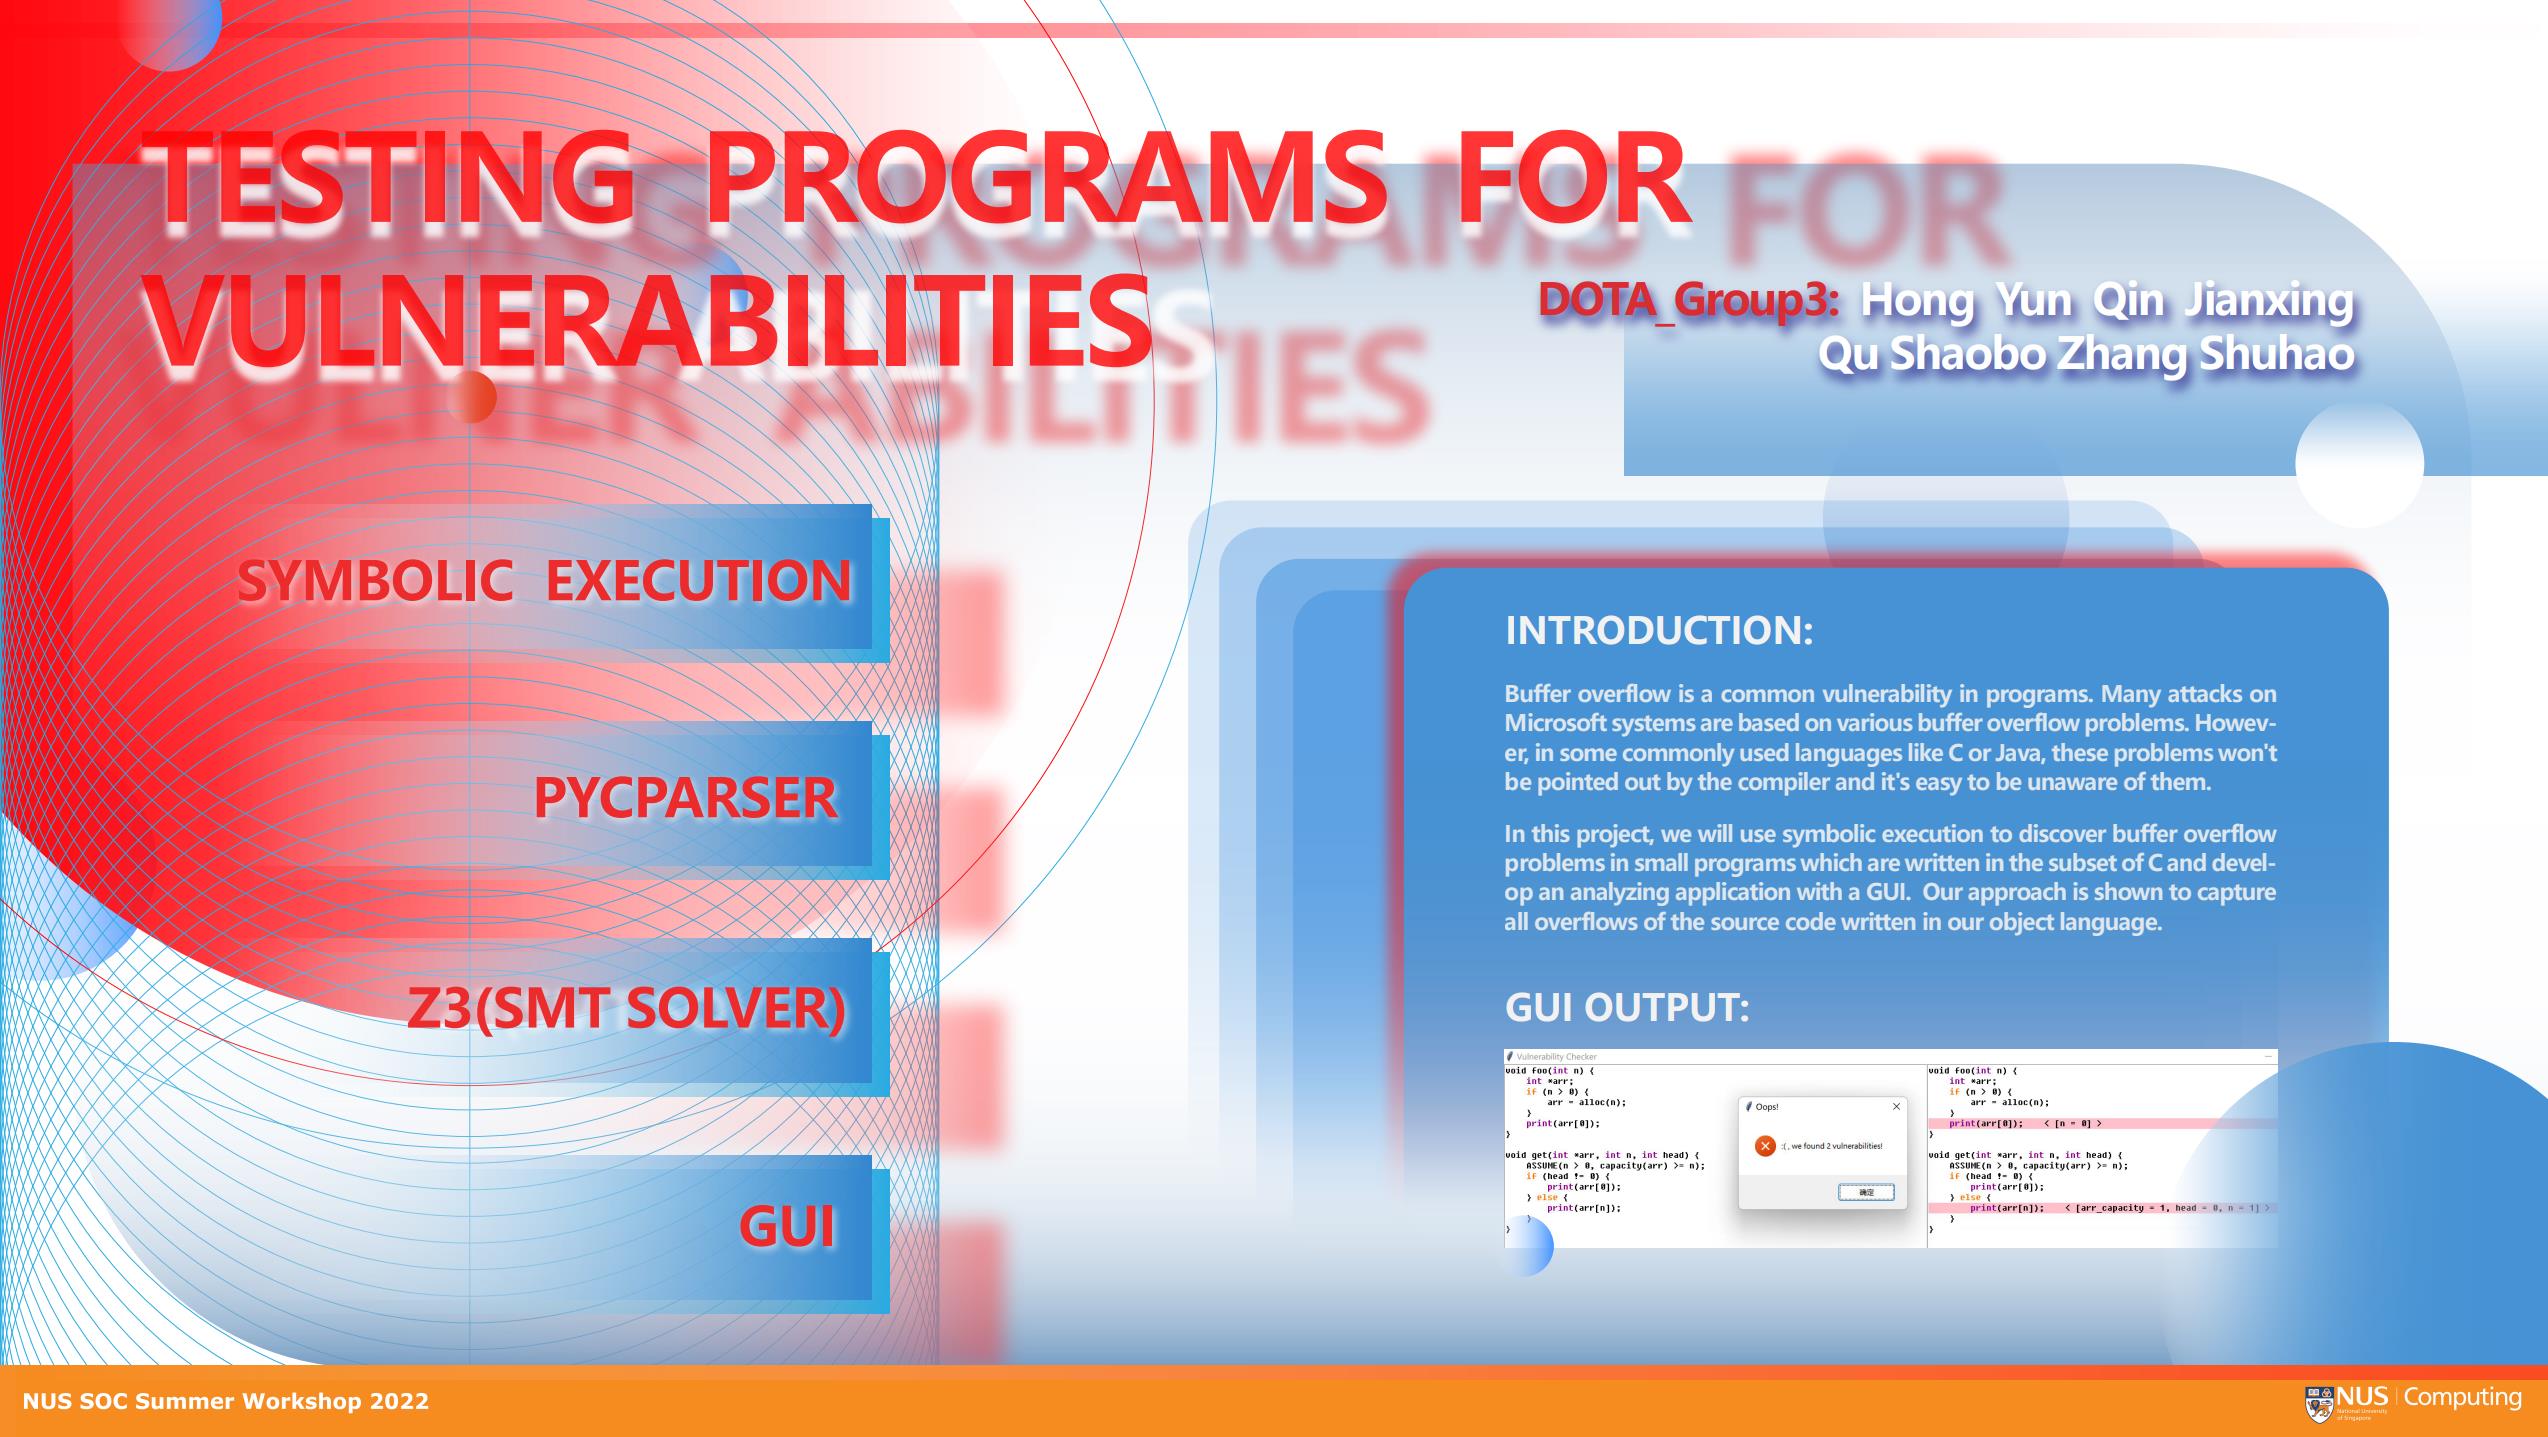 TESTING PROGRAMS FOR
VULNERABILITIES
DOTA_Group3: Hong Yun Qin Jianxing
Qu Shaobo Zhang Shuhao
SYMBOLIC EXECUTION
PYCPARSER
Z3(SMT SOLVER)
GUI
INTRODUCTION:
Buffer overflow is a common vulnerability in programs. Many attacks on
Microsoft systems are based on various buffer overflow problems. Howev-
er, in some commonly used languages like C or Java, these problems won't
be pointed out by the compiler and it's easy to be unaware of them.
In this project, we will use symbolic execution to discover buffer overflow
problems in small programs which are written in the subset of C and devel-
op an analyzing application with a GUI. Our approach is shown to capture
all overflows of the source code written in our object language.
GUI OUTPUT:
Vulnerability Checker
void foo(int n) {
int *arr;
if (n > 0) {
arr = alloc(n);
}
print(arr[0]);
}
void get(int *arr, int n, int head) {
ASSUME(n > 0, capacity(arr) >= n);
if (head != 0) {
print(arr[0]);
} else {
print(arr[n]);
}
}
Oops!
:( , we found 2 vulnerabilities!
确定
void foo(int n) {
int *arr;
if (n > 0) {
arr = alloc(n);
}
print(arr[0]); < [n = 0] >
}
void get(int *arr, int n, int head) {
ASSUME(n > 0, capacity(arr) >= n);
if (head != 0) {
print(arr[0]);
} else {
print(arr[n]); < [arr_capacity = 1, head = 0, n = 1] >
}
}
NUS SOC Summer Workshop 2022
NUS | Computing
National University
of Singapore